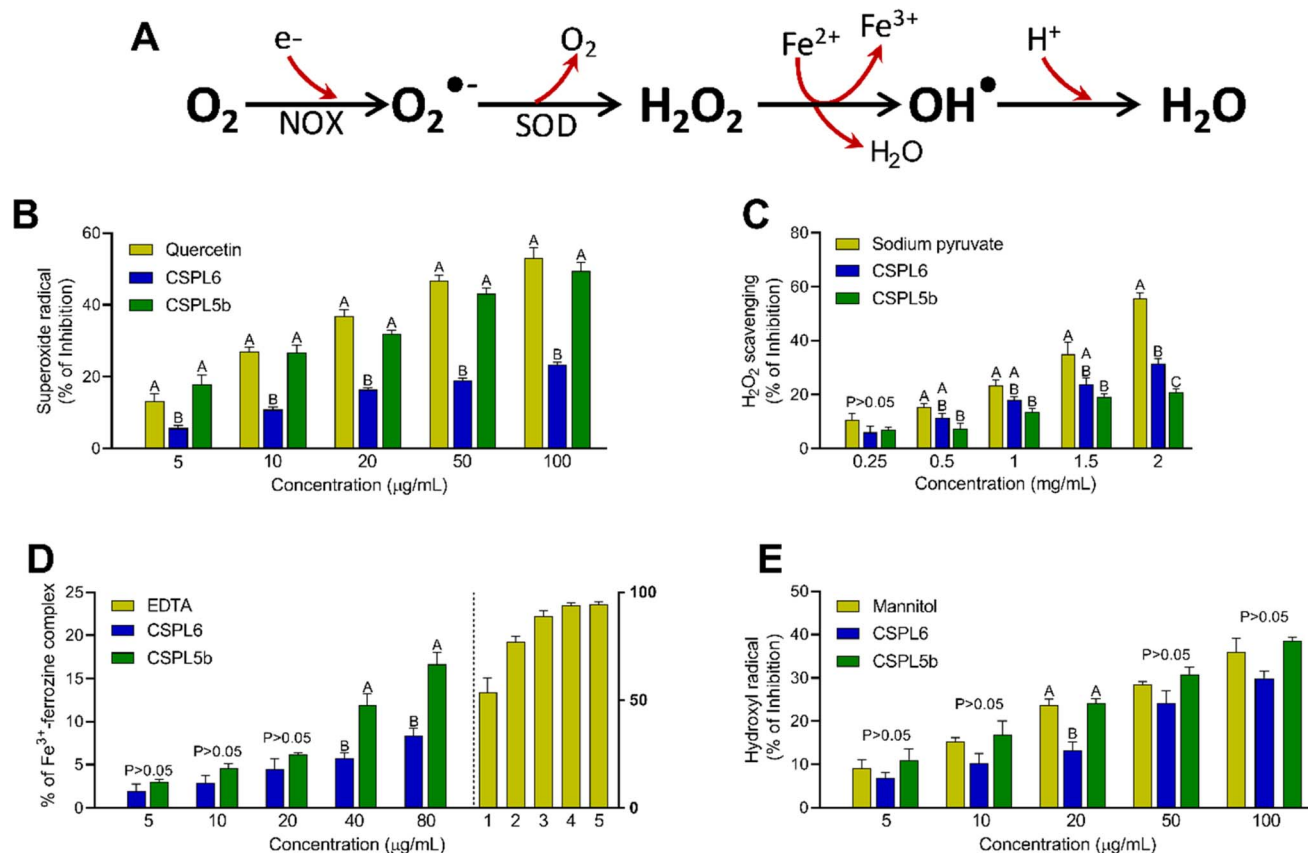 A
e-
O₂
Fe²⁺
Fe³⁺
H⁺
O₂
NOX
O₂•-
SOD
H₂O₂
OH•
H₂O
H₂O
B
Superoxide radical
(% of Inhibition)
60
40
20
0
Quercetin
CSPL6
CSPL5b
A B A
A B A
A B A
A B A
A B A
5 10 20 50 100
Concentration (µg/mL)
C
H₂O₂ scavenging
(% of Inhibition)
80
60
40
20
0
Sodium pyruvate
CSPL6
CSPL5b
P>0.05
A A B B
A A B B
A A B B
A B C
0.25 0.5 1 1.5 2
Concentration (mg/mL)
D
% of Fe³⁺-ferrozine complex
25
20
15
10
5
0
EDTA
CSPL6
CSPL5b
P>0.05
P>0.05
P>0.05
B A
B A
100
50
0
5 10 20 40 80 1 2 3 4 5
Concentration (µg/mL)
E
Hydroxyl radical
(% of Inhibition)
50
40
30
20
10
0
Mannitol
CSPL6
CSPL5b
P>0.05
P>0.05
A B A
P>0.05
P>0.05
5 10 20 50 100
Concentration (µg/mL)